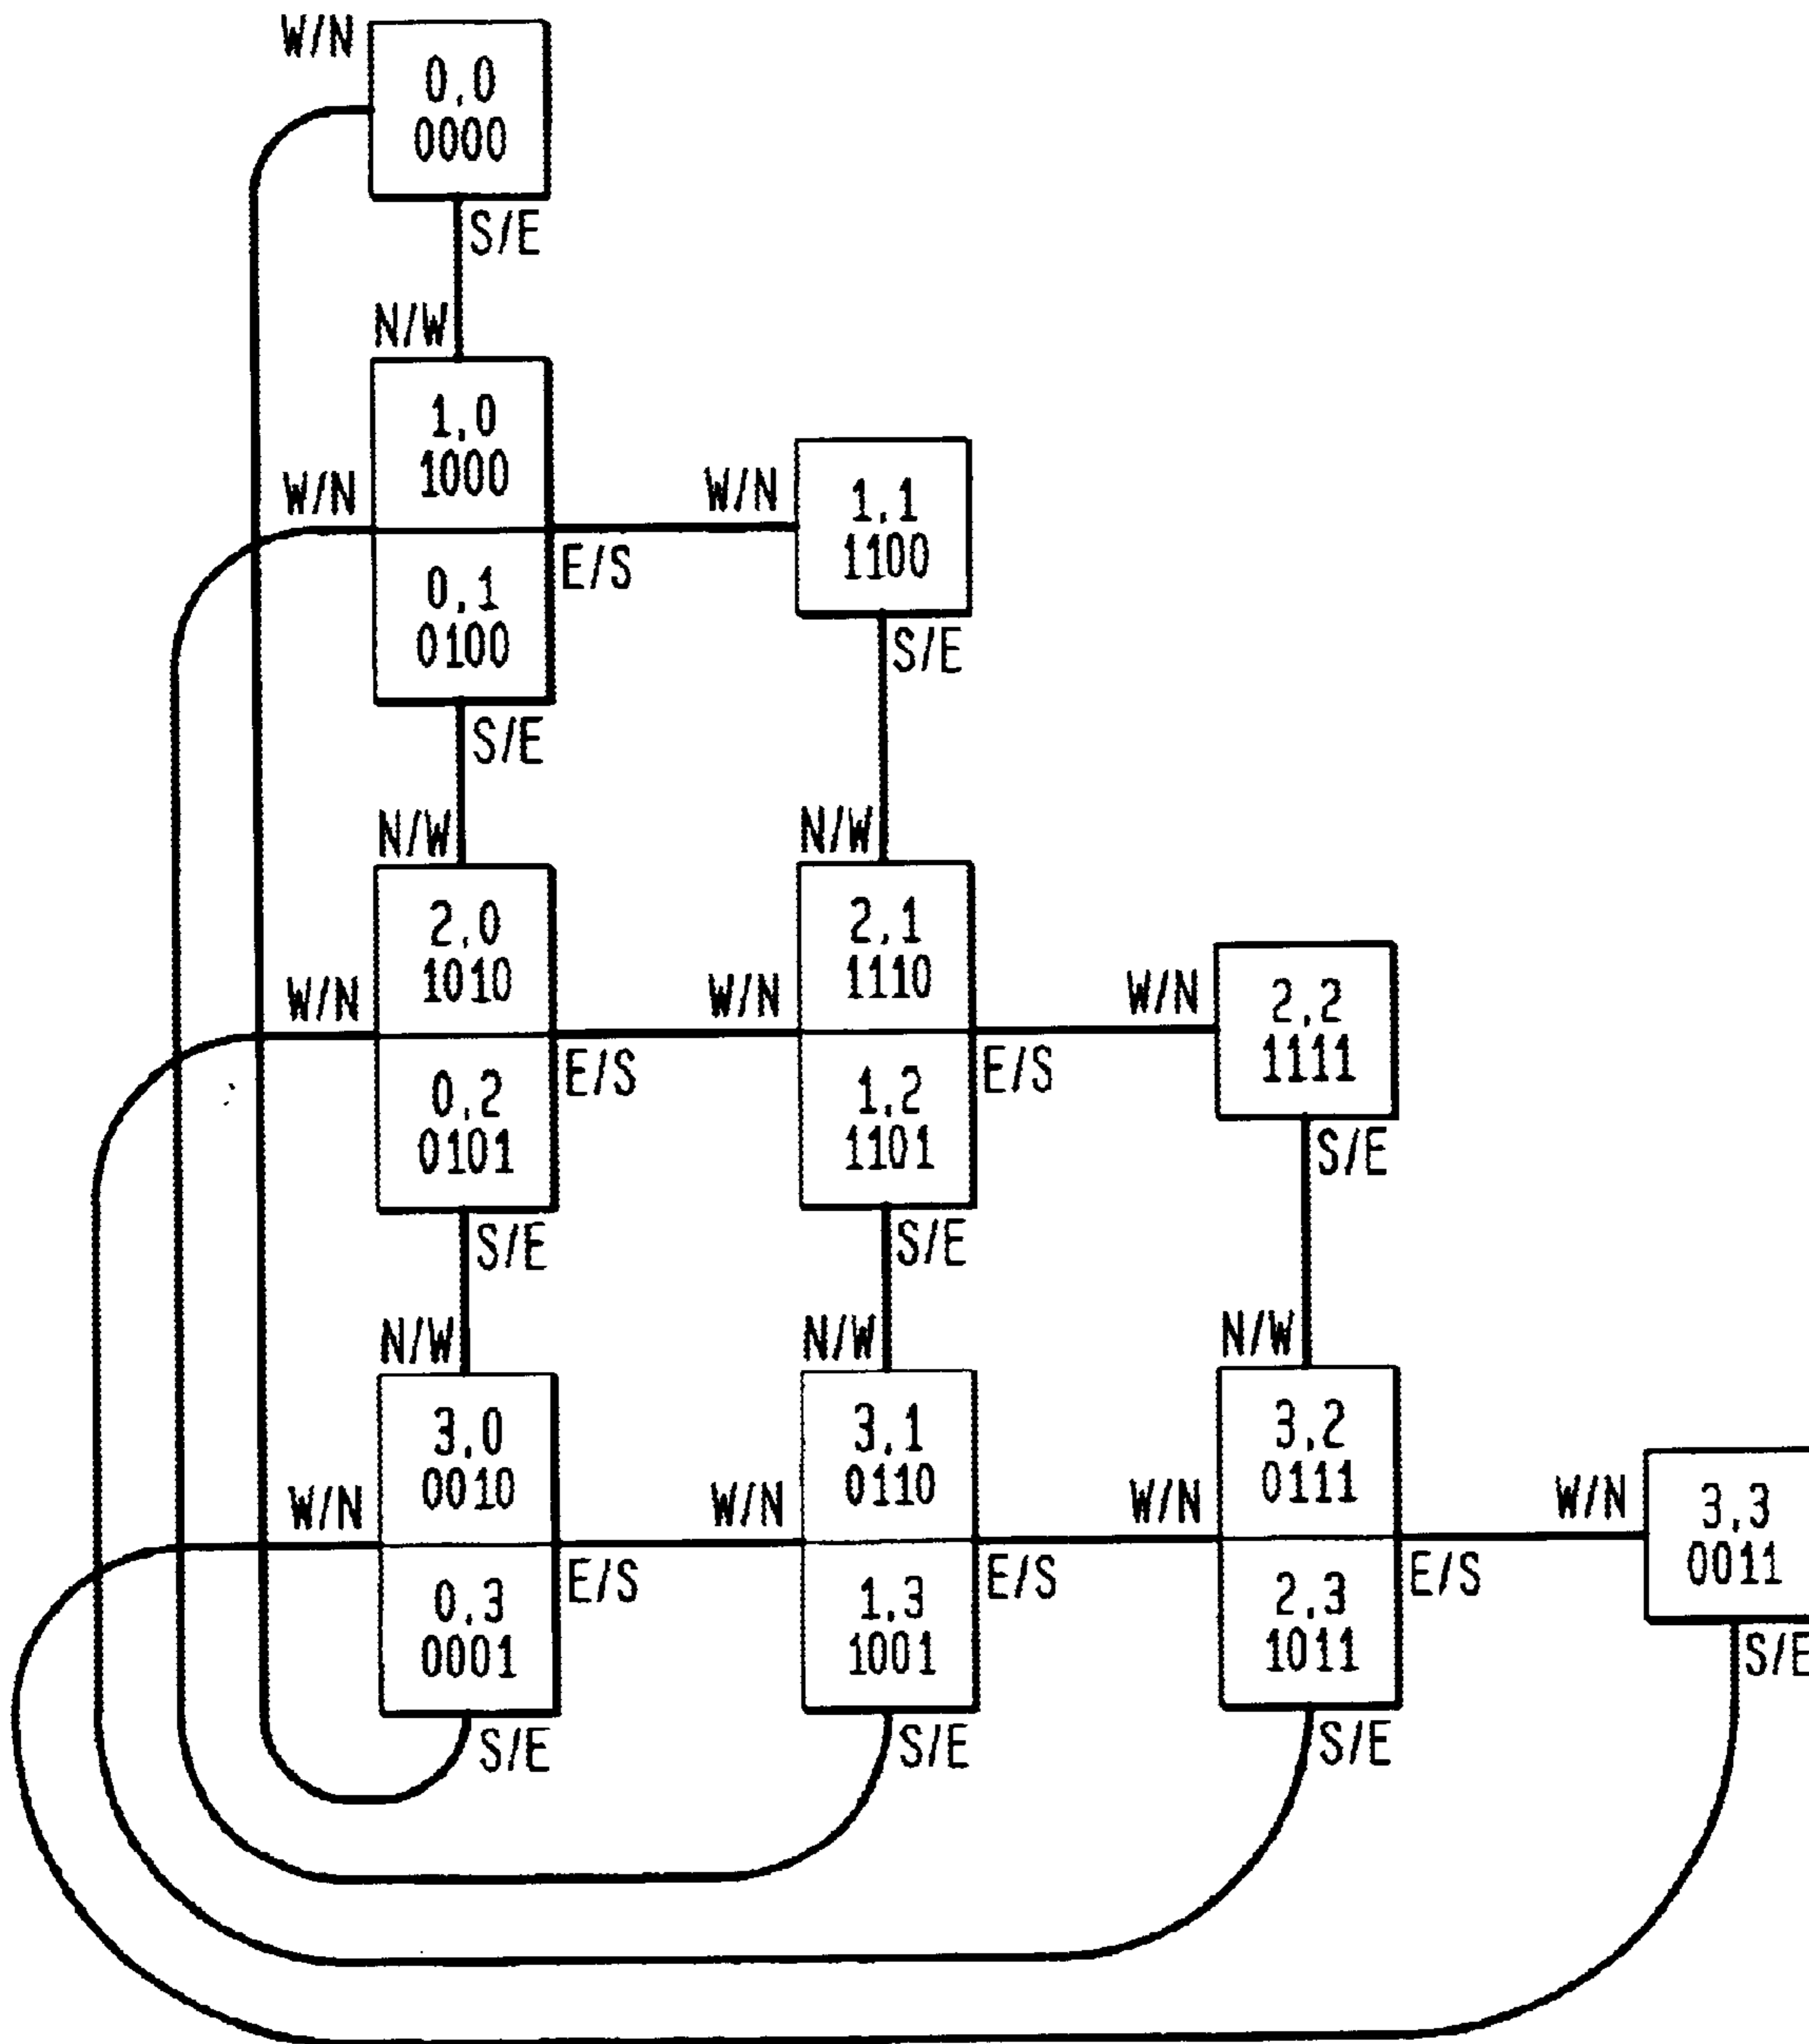 W/N
0,0
0000
S/E
N/W
1,0
1000
W/N
W/N
1,1
1100
E/S
0,1
0100
S/E
S/E
N/W
N/W
2,0
1010
2,1
1110
W/N
W/N
W/N
2,2
1111
E/S
E/S
0,2
0101
1,2
1101
S/E
S/E
S/E
N/W
N/W
N/W
3,0
0010
3,1
0110
3,2
0111
W/N
W/N
W/N
W/N
3,3
0011
E/S
E/S
E/S
0,3
0001
1,3
1001
2,3
1011
S/E
S/E
S/E
S/E